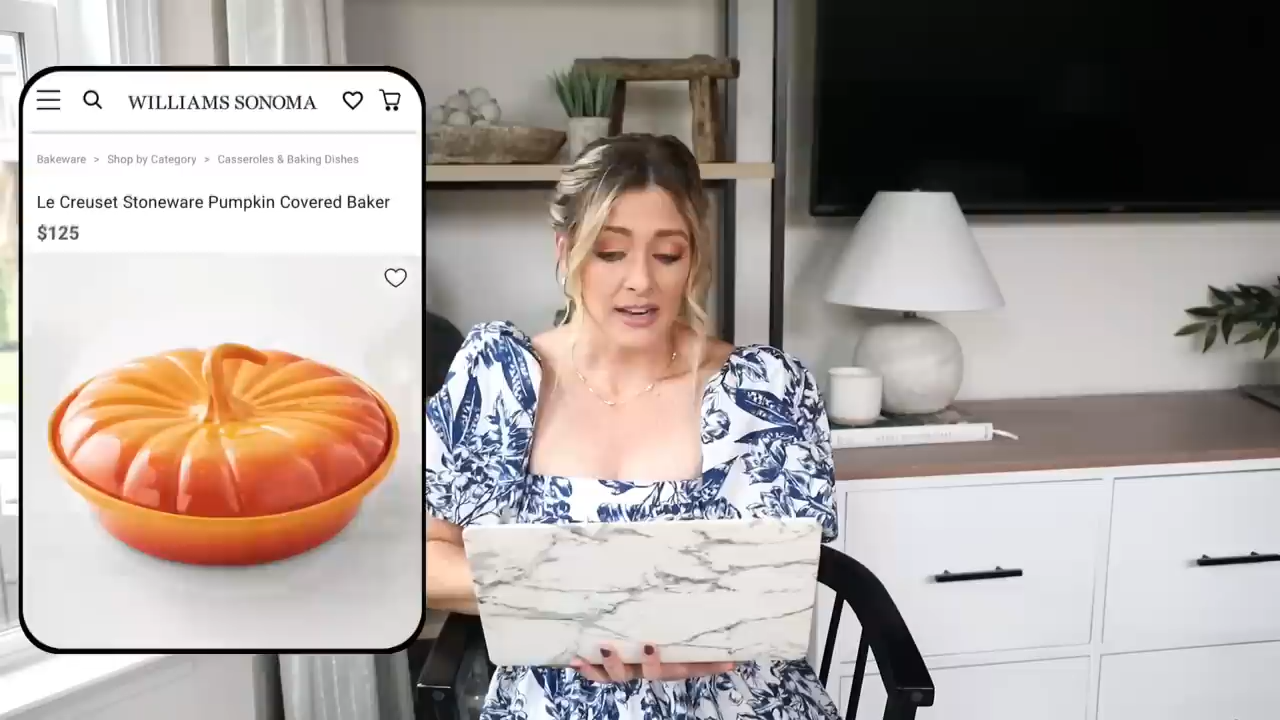 WILLIAMS SONOMA
Bakeware > Shop by Category > Casseroles & Baking Dishes
Le Creuset Stoneware Pumpkin Covered Baker
$125